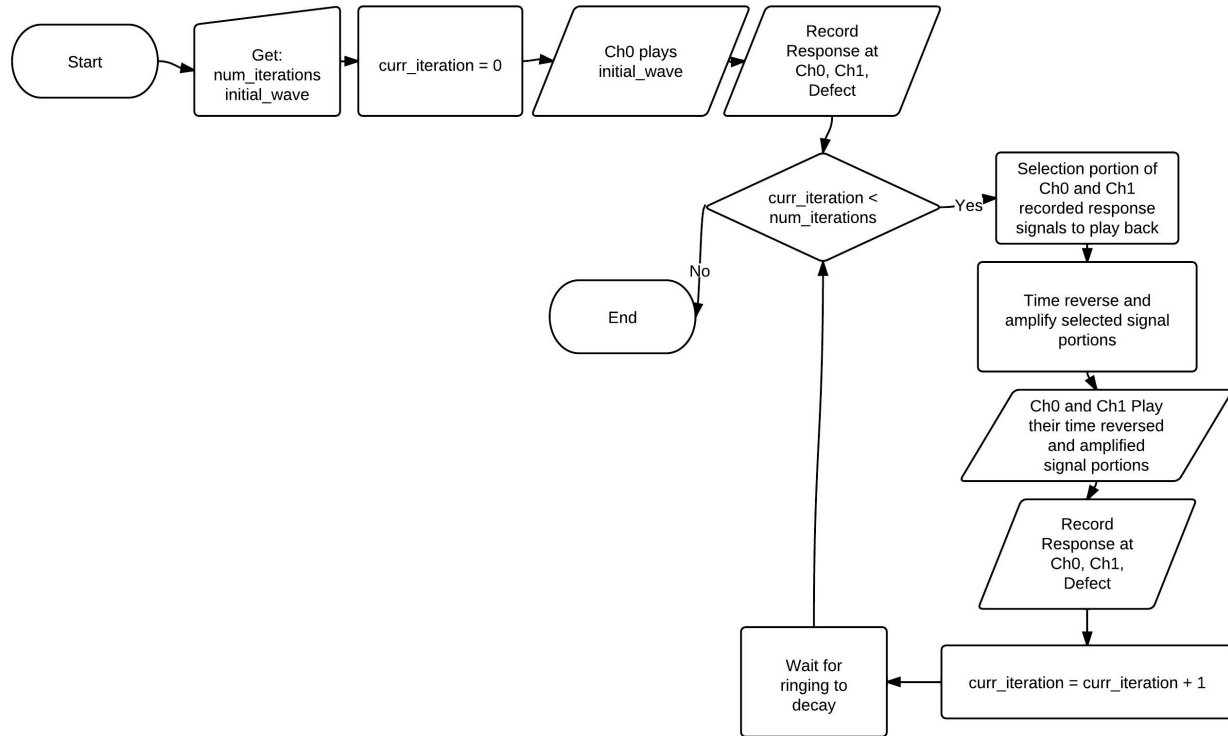 Start
Get:
num_iterations
initial_wave
curr_iteration = 0
Ch0 plays
initial_wave
Record
Response at
Ch0, Ch1,
Defect
curr_iteration <
num_iterations
Yes
No
End
Selection portion of
Ch0 and Ch1
recorded response
signals to play back
Time reverse and
amplify selected signal
portions
Ch0 and Ch1 Play
their time reversed
and amplified
signal portions
Record
Response at
Ch0, Ch1,
Defect
curr_iteration = curr_iteration + 1
Wait for
ringing to
decay